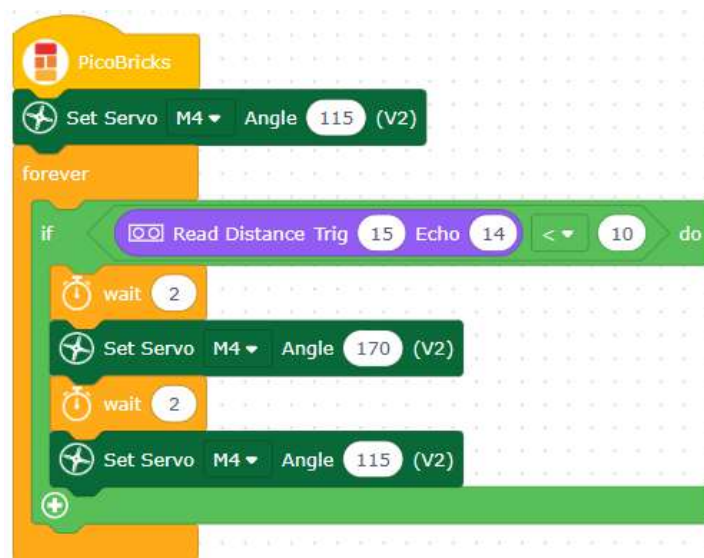 PicoBricks
Set Servo M4 Angle 115 (V2)
forever
if Read Distance Trig 15 Echo 14 < 10 do
wait 2
Set Servo M4 Angle 170 (V2)
wait 2
Set Servo M4 Angle 115 (V2)